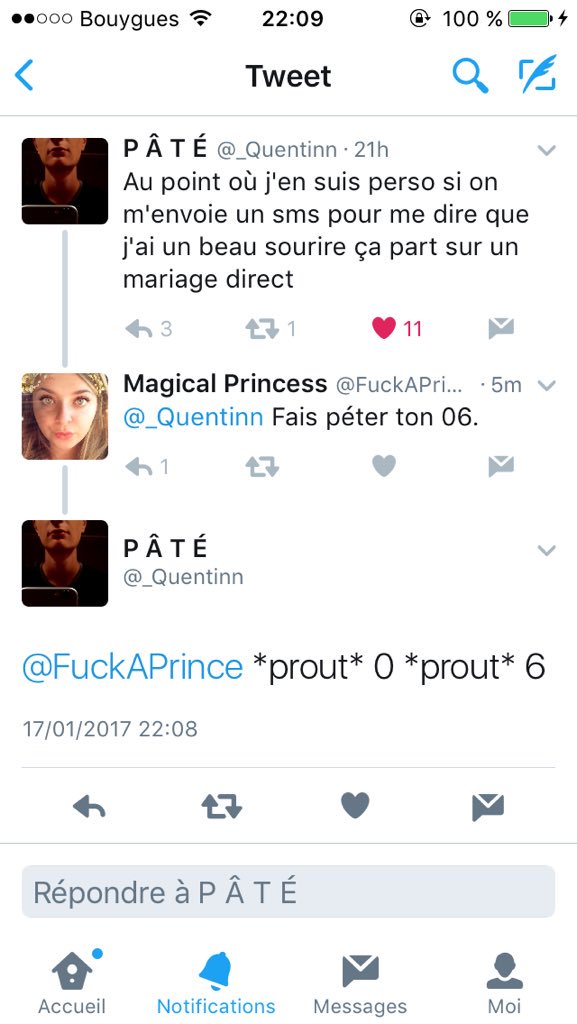 Bouygues 22:09 100 %
Tweet
P Â T É @_Quentinn · 21h
Au point où j'en suis perso si on
m'envoie un sms pour me dire que
j'ai un beau sourire ça part sur un
mariage direct
3 1 11
Magical Princess @FuckAPri... · 5m
@_Quentinn Fais péter ton 06.
1
P Â T É
@_Quentinn
@FuckAPrince *prout* 0 *prout* 6
17/01/2017 22:08
Répondre à P Â T É
Accueil Notifications Messages Moi